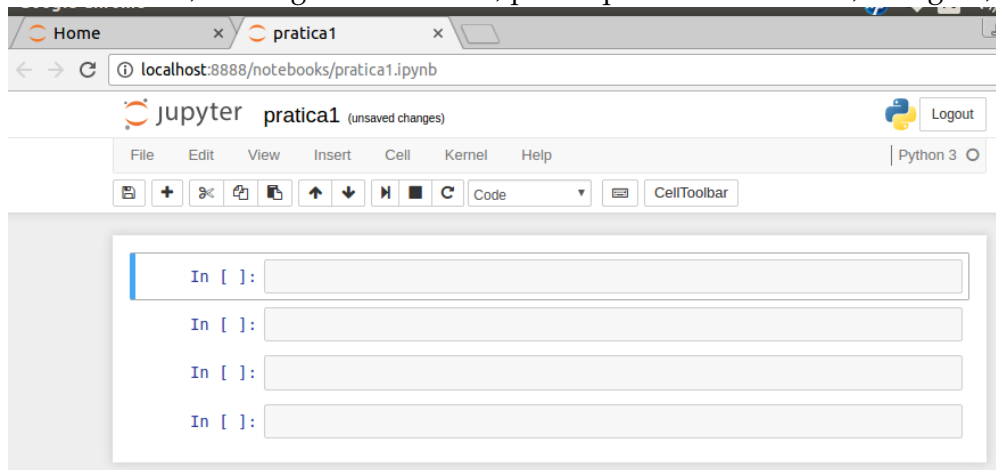 Home × pratica1 ×
localhost:8888/notebooks/pratica1.ipynb
jupyter pratica1 (unsaved changes) Logout
File Edit View Insert Cell Kernel Help Python 3
Code CellToolbar
In [ ]:
In [ ]:
In [ ]:
In [ ]: